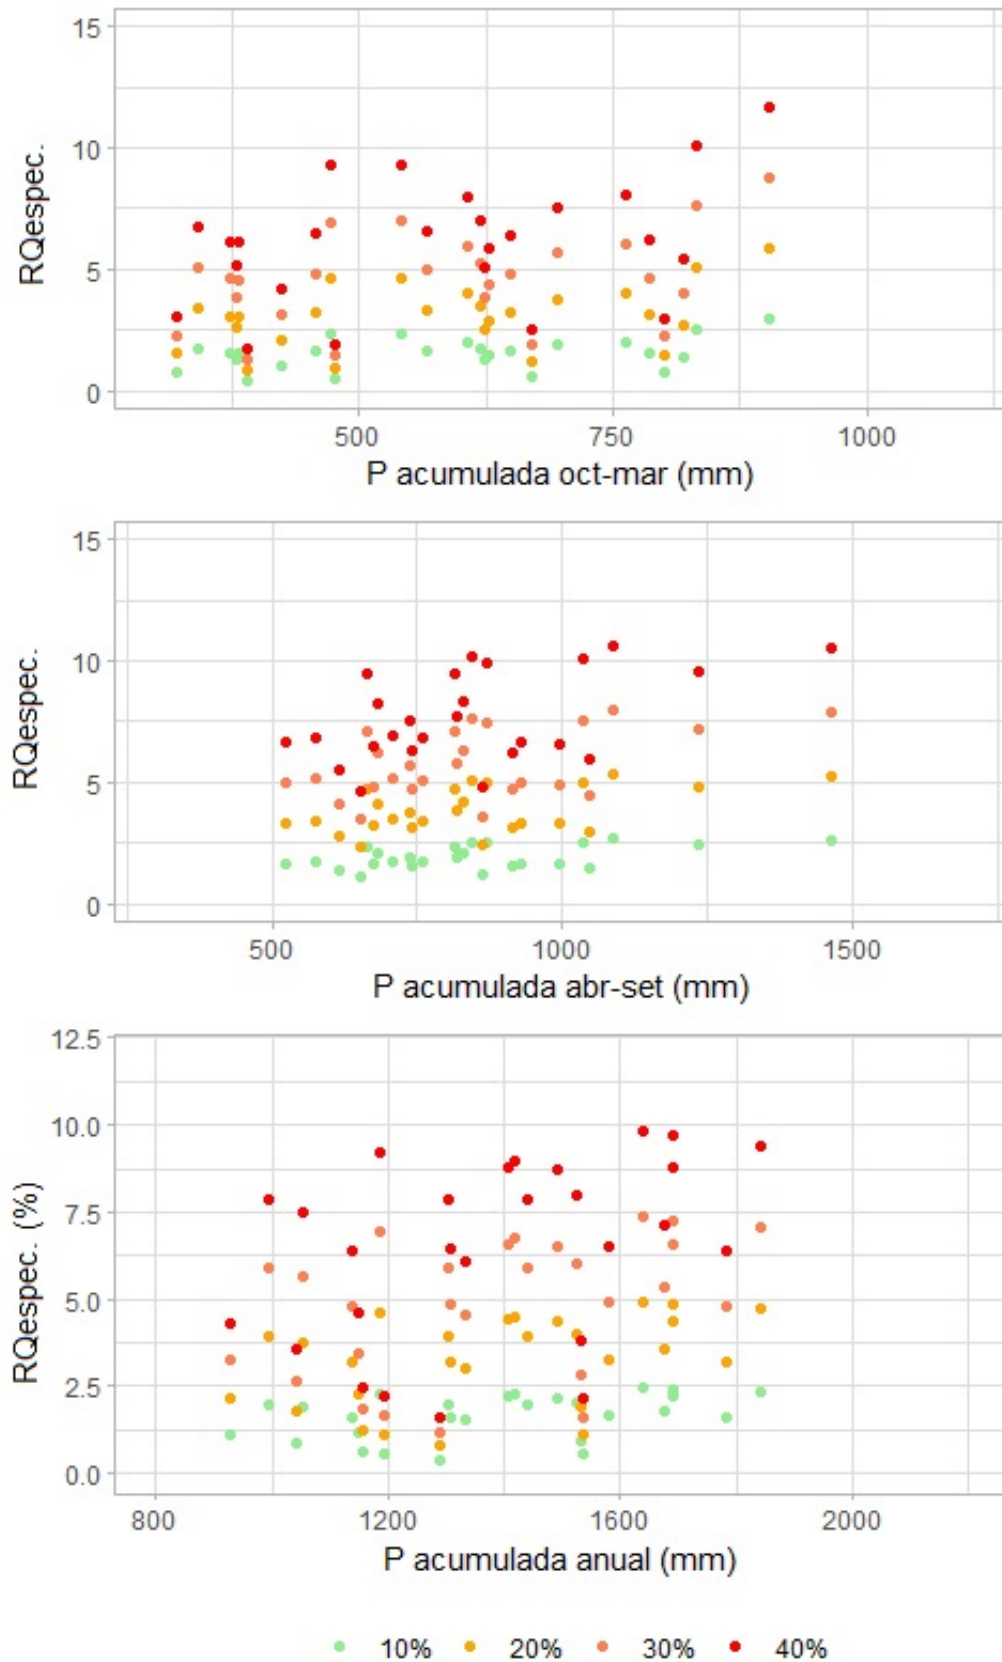 15
10
5
0
RQespec.
500 750 1000
P acumulada oct-mar (mm)
15
10
5
0
RQespec.
500 1000 1500
P acumulada abr-set (mm)
12.5
10.0
7.5
5.0
2.5
0.0
RQespec. (%)
800 1200 1600 2000
P acumulada anual (mm)
10% 20% 30% 40%